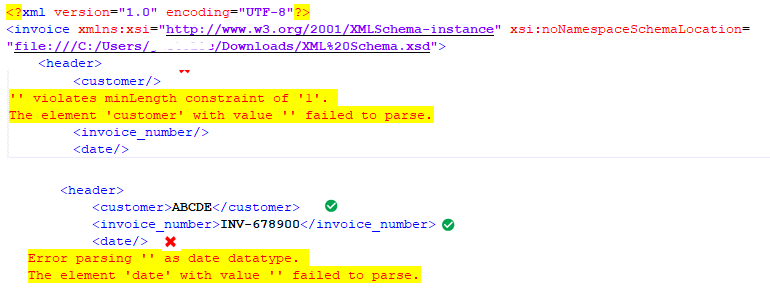 <?xml version="1.0" encoding="UTF-8"?>
<invoice xmlns:xsi="http://www.w3.org/2001/XMLSchema-instance" xsi:noNamespaceSchemaLocation=
"file:///C:/Users/ /Downloads/XML%20Schema.xsd">
<header>
<customer/>
'' violates minLength constraint of '1'.
The element 'customer' with value '' failed to parse.
<invoice_number/>
<date/>
<header>
<customer>ABCDE</customer>
<invoice_number>INV-678900</invoice_number>
<date/>
Error parsing '' as date datatype.
The element 'date' with value '' failed to parse.